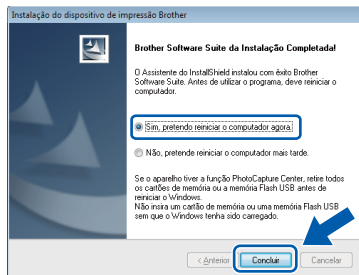 Instalação do dispositivo de impressão Brother
Brother Software Suite da Instalação Completada!
O Assistente do InstallShield instalou com êxito Brother
Software Suite. Antes de utilizar o programa, deve reiniciar o
computador.
Sim, pretendo reiniciar o computador agora.
Não, pretende reiniciar o computador mais tarde.
Se o aparelho tiver a função PhotoCapture Center, retire todos
os cartões de memória ou a memória Flash USB antes de
reiniciar o Windows.
Não insira um cartão de memória ou uma memória Flash USB
sem que o Windows tenha sido carregado.
< Anterior
Concluir
Cancelar